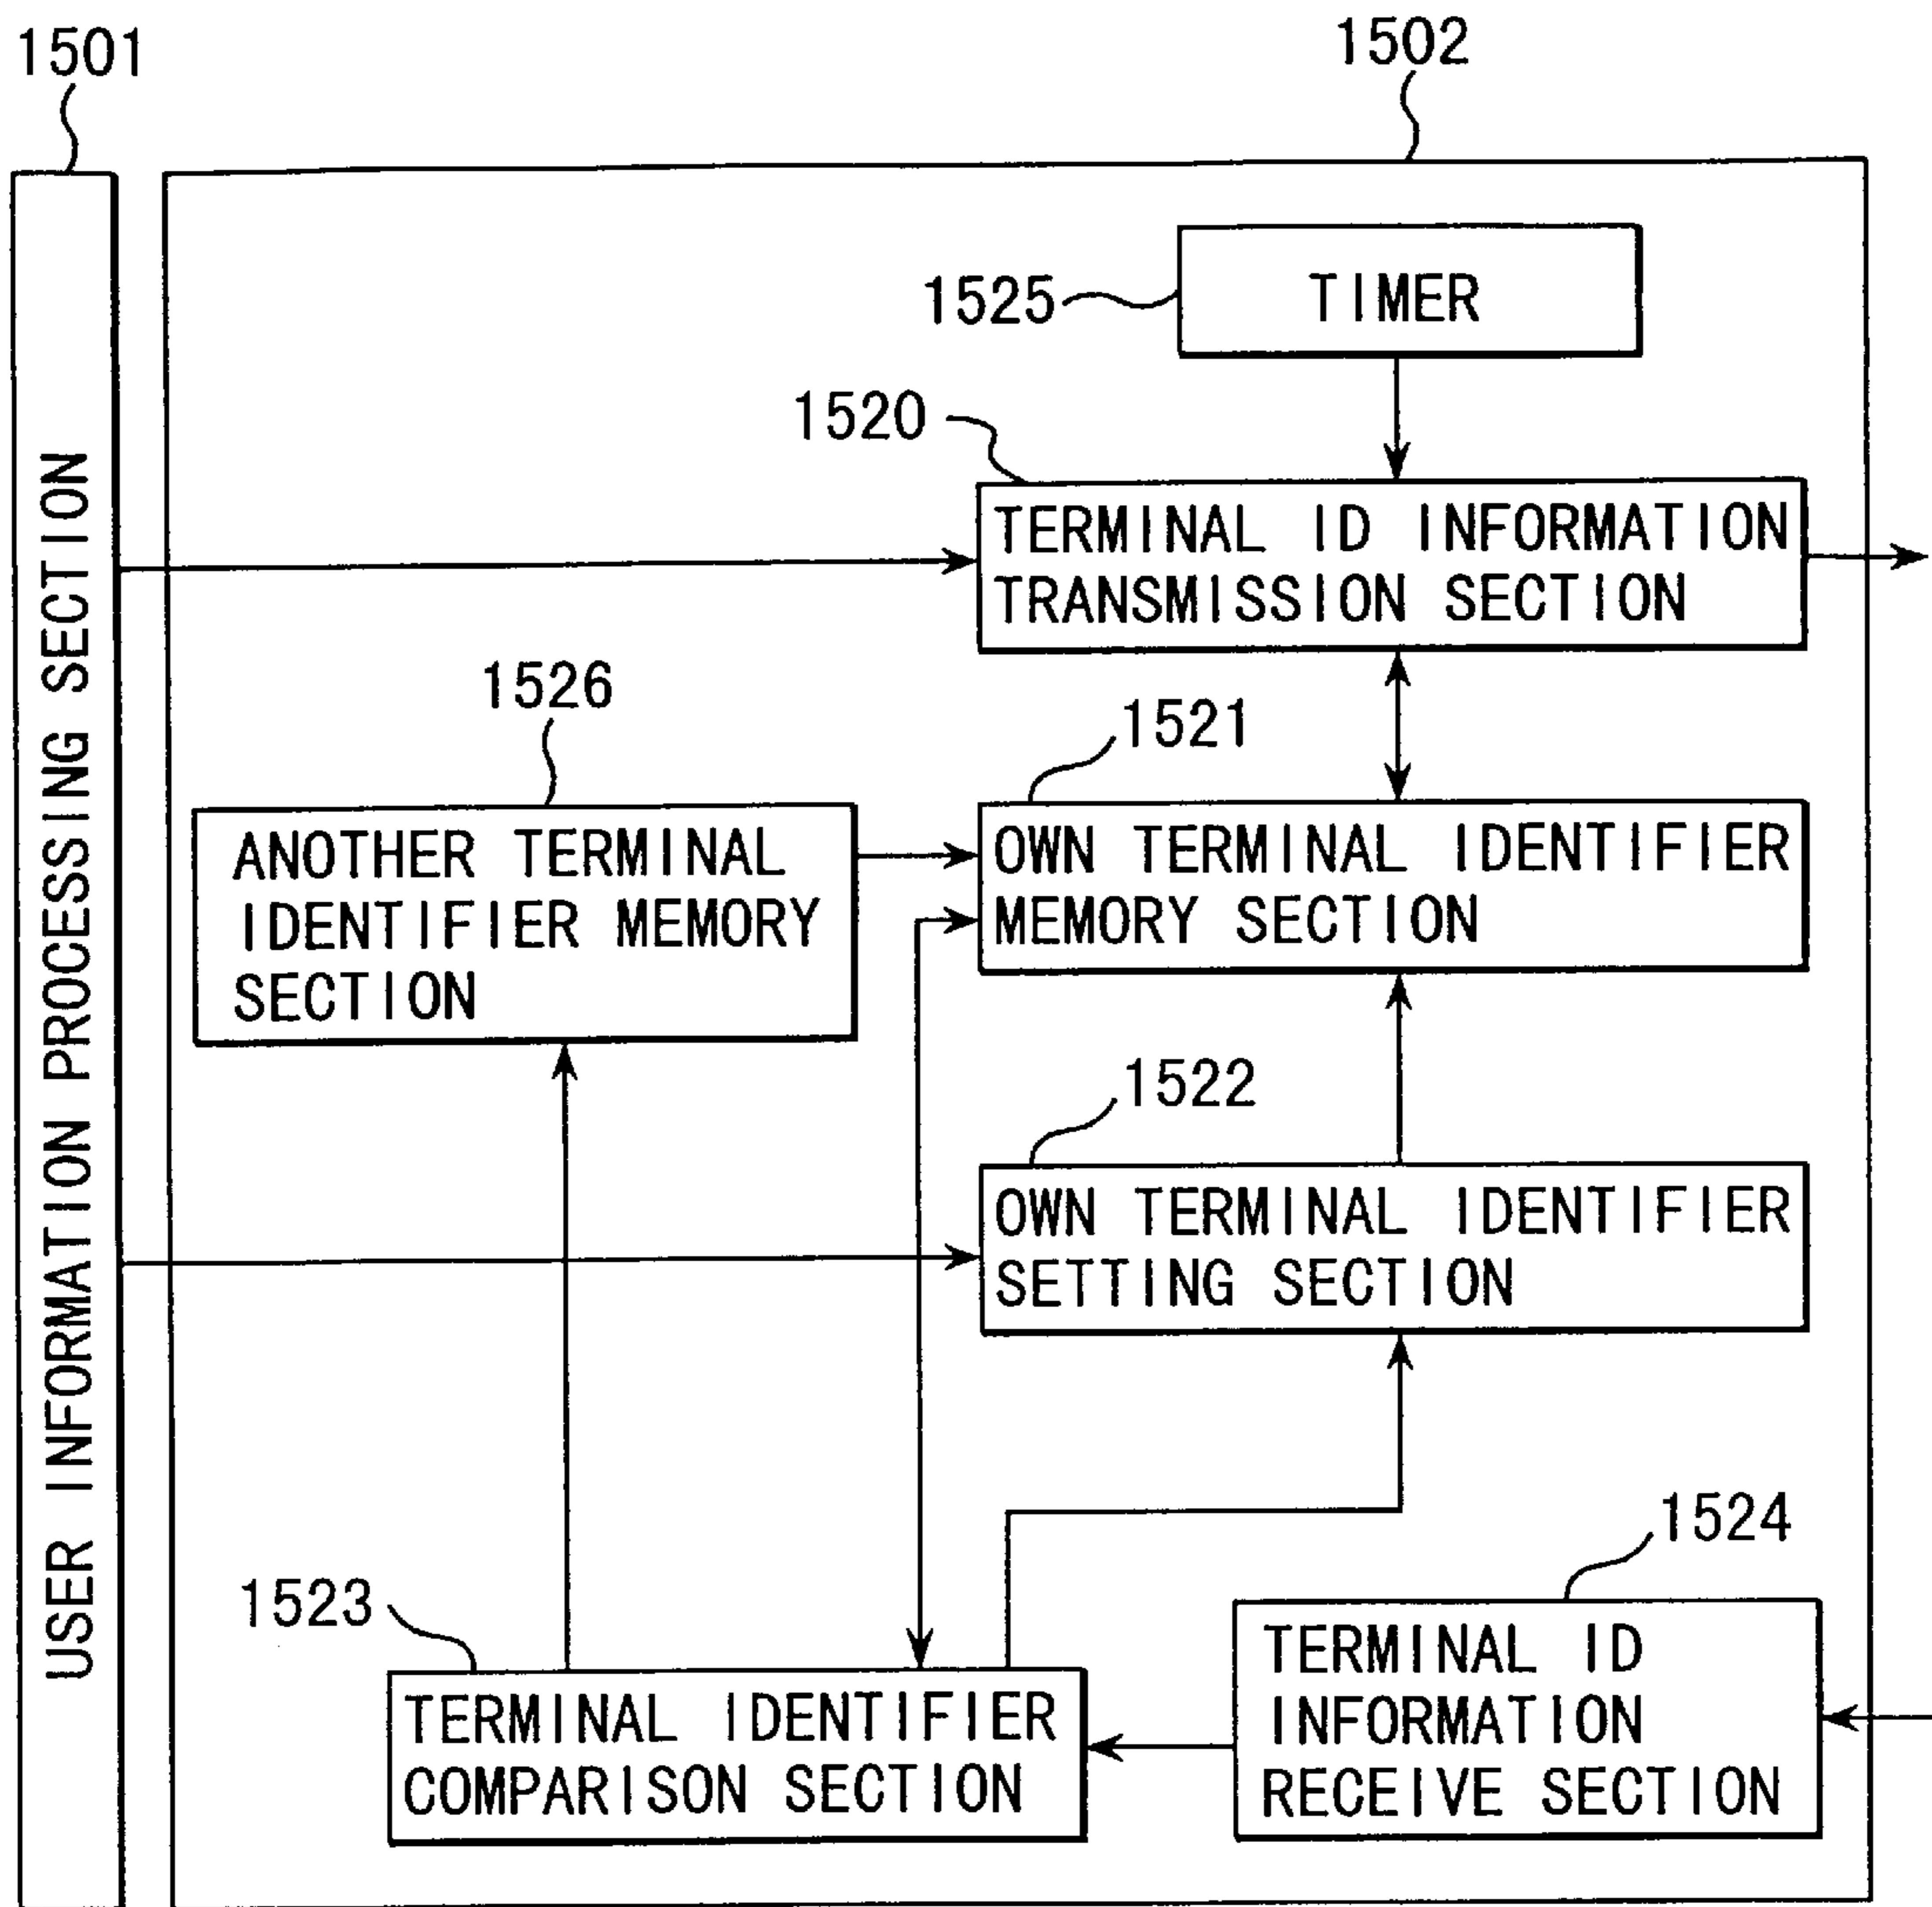 1501
1502
1525
TIMER
1520
TERMINAL ID INFORMATION
TRANSMISSION SECTION
USER INFORMATION PROCESSING SECTION
1526
1521
ANOTHER TERMINAL
IDENTIFIER MEMORY
SECTION
OWN TERMINAL IDENTIFIER
MEMORY SECTION
1522
OWN TERMINAL IDENTIFIER
SETTING SECTION
1524
1523
TERMINAL IDENTIFIER
COMPARISON SECTION
TERMINAL ID
INFORMATION
RECEIVE SECTION